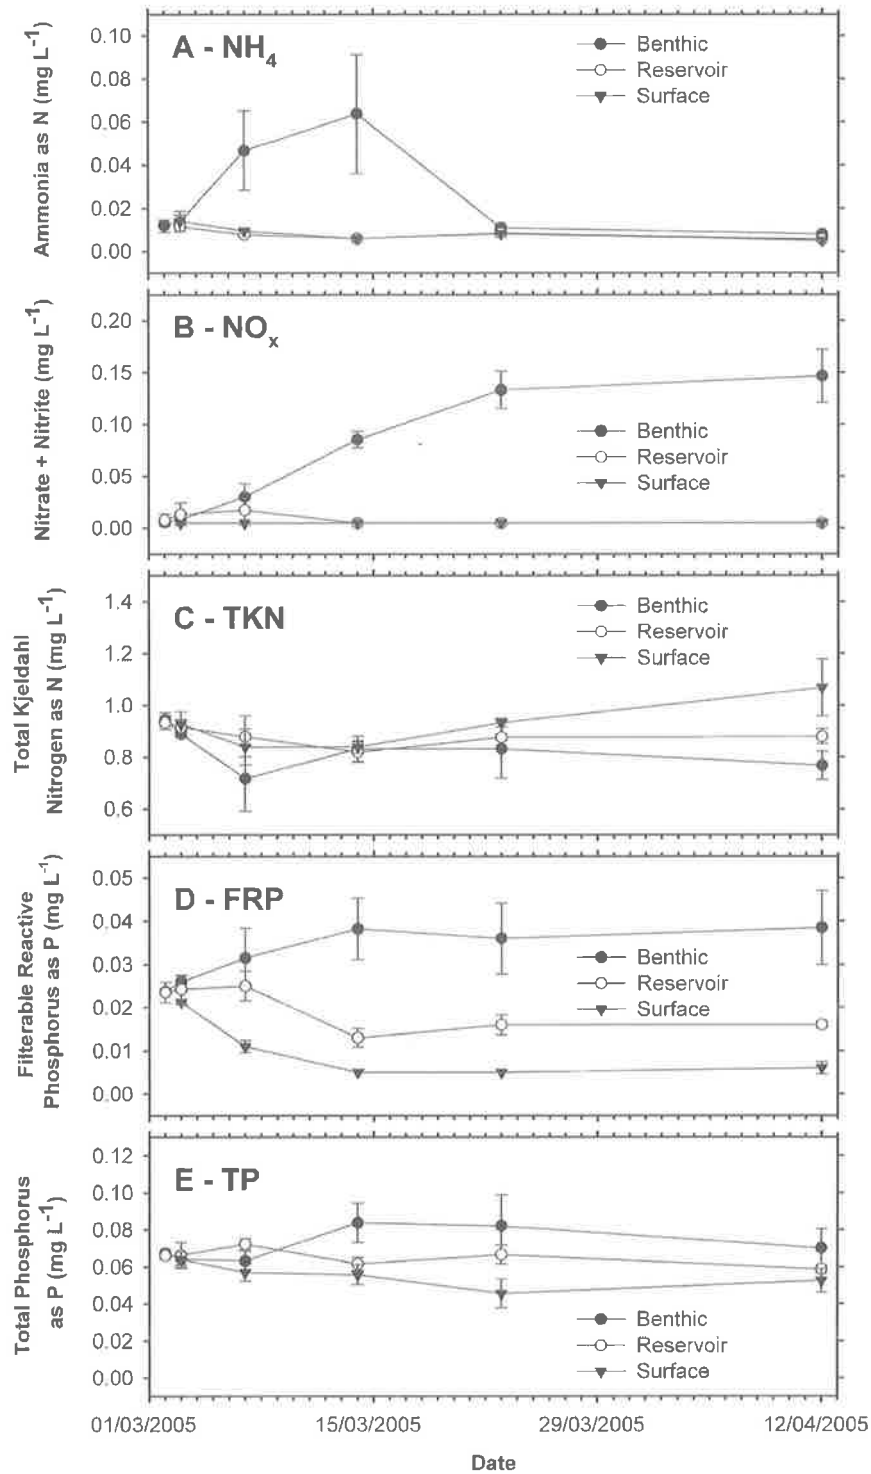 A - NH4
Ammonia as N (mg L-1)
0.10
0.08
0.06
0.04
0.02
0.00
Benthic
Reservoir
Surface
B - NOx
Nitrate + Nitrite (mg L-1)
0.20
0.15
0.10
0.05
0.00
Benthic
Reservoir
Surface
C - TKN
Total Kjeldahl
Nitrogen as N (mg L-1)
1.4
1.2
1.0
0.8
0.6
Benthic
Reservoir
Surface
D - FRP
Filterable Reactive
Phosphorus as P (mg L-1)
0.05
0.04
0.03
0.02
0.01
0.00
Benthic
Reservoir
Surface
E - TP
Total Phosphorus
as P (mg L-1)
0.12
0.10
0.08
0.06
0.04
0.02
0.00
Benthic
Reservoir
Surface
01/03/2005 15/03/2005 29/03/2005 12/04/2005
Date